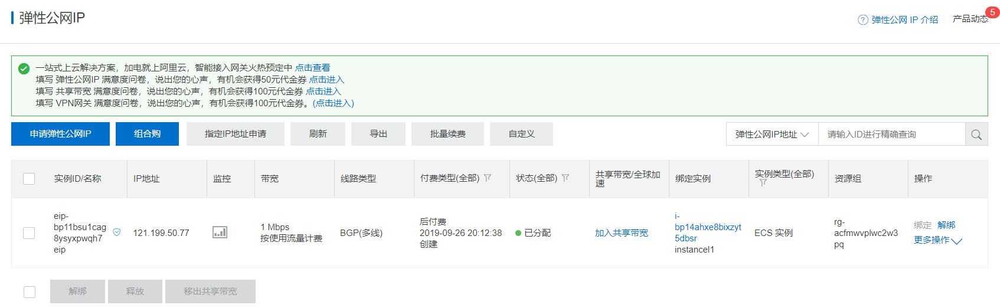 弹性公网IP
? 弹性公网 IP 介绍
产品动态 5
一站式上云解决方案，加电就上阿里云，智能接入网关火热预定中 点击查看
填写 弹性公网IP 满意度问卷，说出您的心声，有机会获得50元代金券 点击进入
填写 共享带宽 满意度问卷，说出您的心声，有机会获得100元代金券 点击进入
填写 VPN网关 满意度问卷，说出您的心声，有机会获得100元代金券。(点击进入)
申请弹性公网IP
组合购
指定IP地址申请
刷新
导出
批量续费
自定义
弹性公网IP地址
请输入ID进行精确查询
实例ID/名称
IP地址
监控
带宽
线路类型
付费类型(全部)
状态(全部)
共享带宽/全球加
速
绑定实例
实例类型(全部)
资源组
操作
eip-
bp11bsu1cag
8ysyxpwqh7
eip
121.199.50.77
1 Mbps
按使用流量计费
BGP(多线)
后付费
2019-09-26 20:12:38
创建
已分配
加入共享带宽
i-
bp14ahxe8bixzyt
5dbsr
instancel1
ECS 实例
rg-
acfmwvplwc2w3
pq
绑定 解绑
更多操作
解绑
释放
移出共享带宽